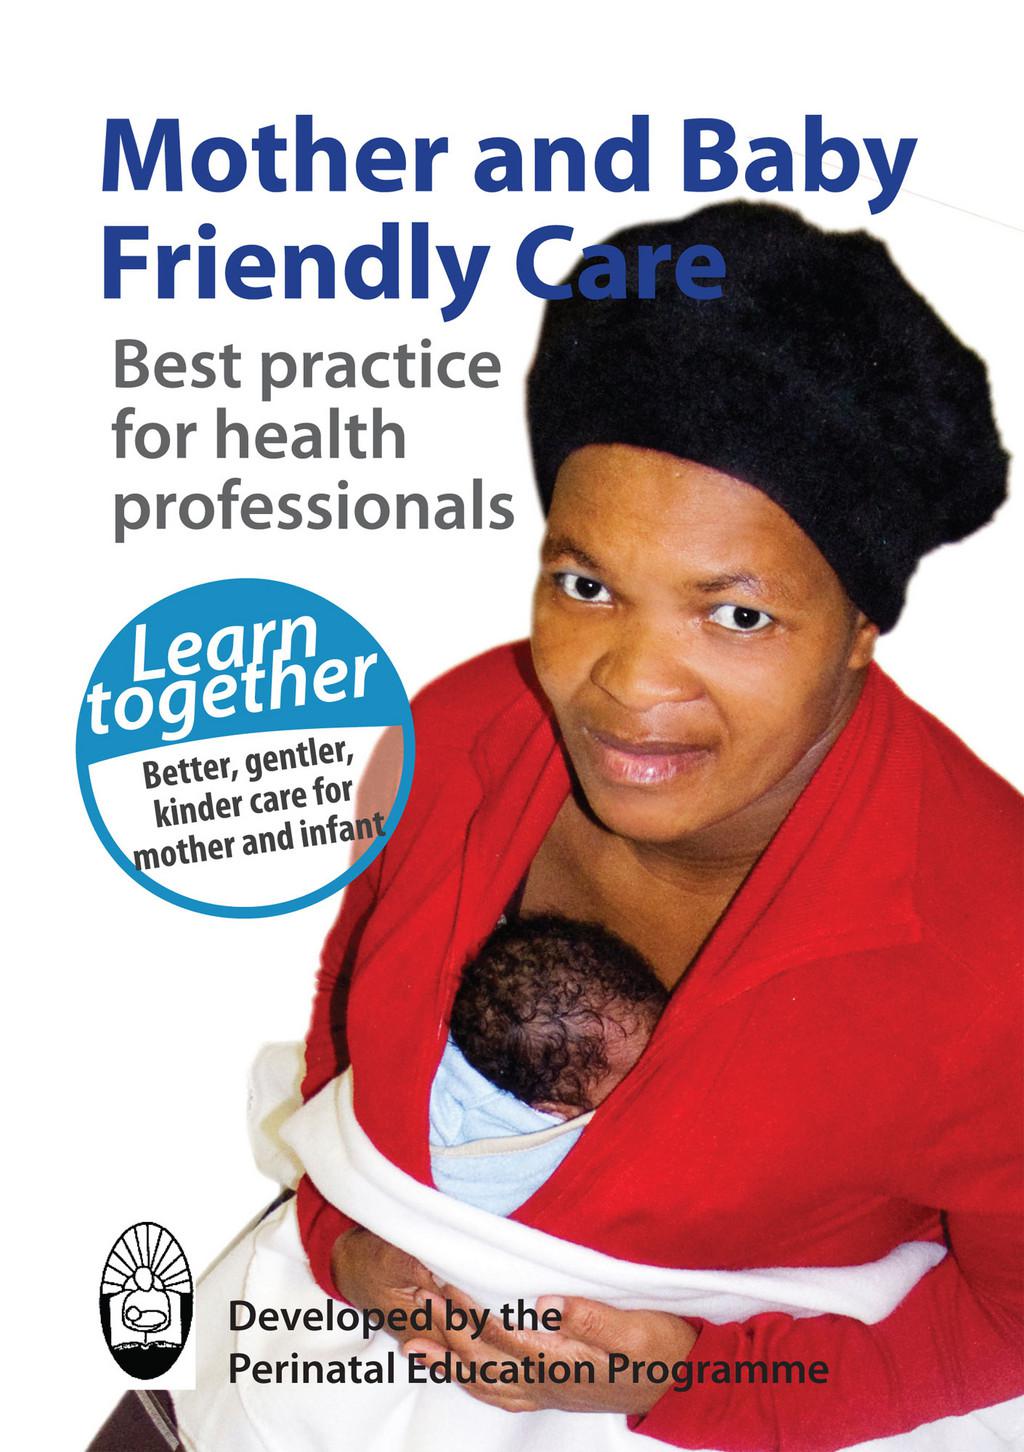 Mother and Baby
Friendly Care
Best practice
for health
professionals
Learn
together
Better, gentler,
kinder care for
mother and infant
Developed by the
Perinatal Education Programme